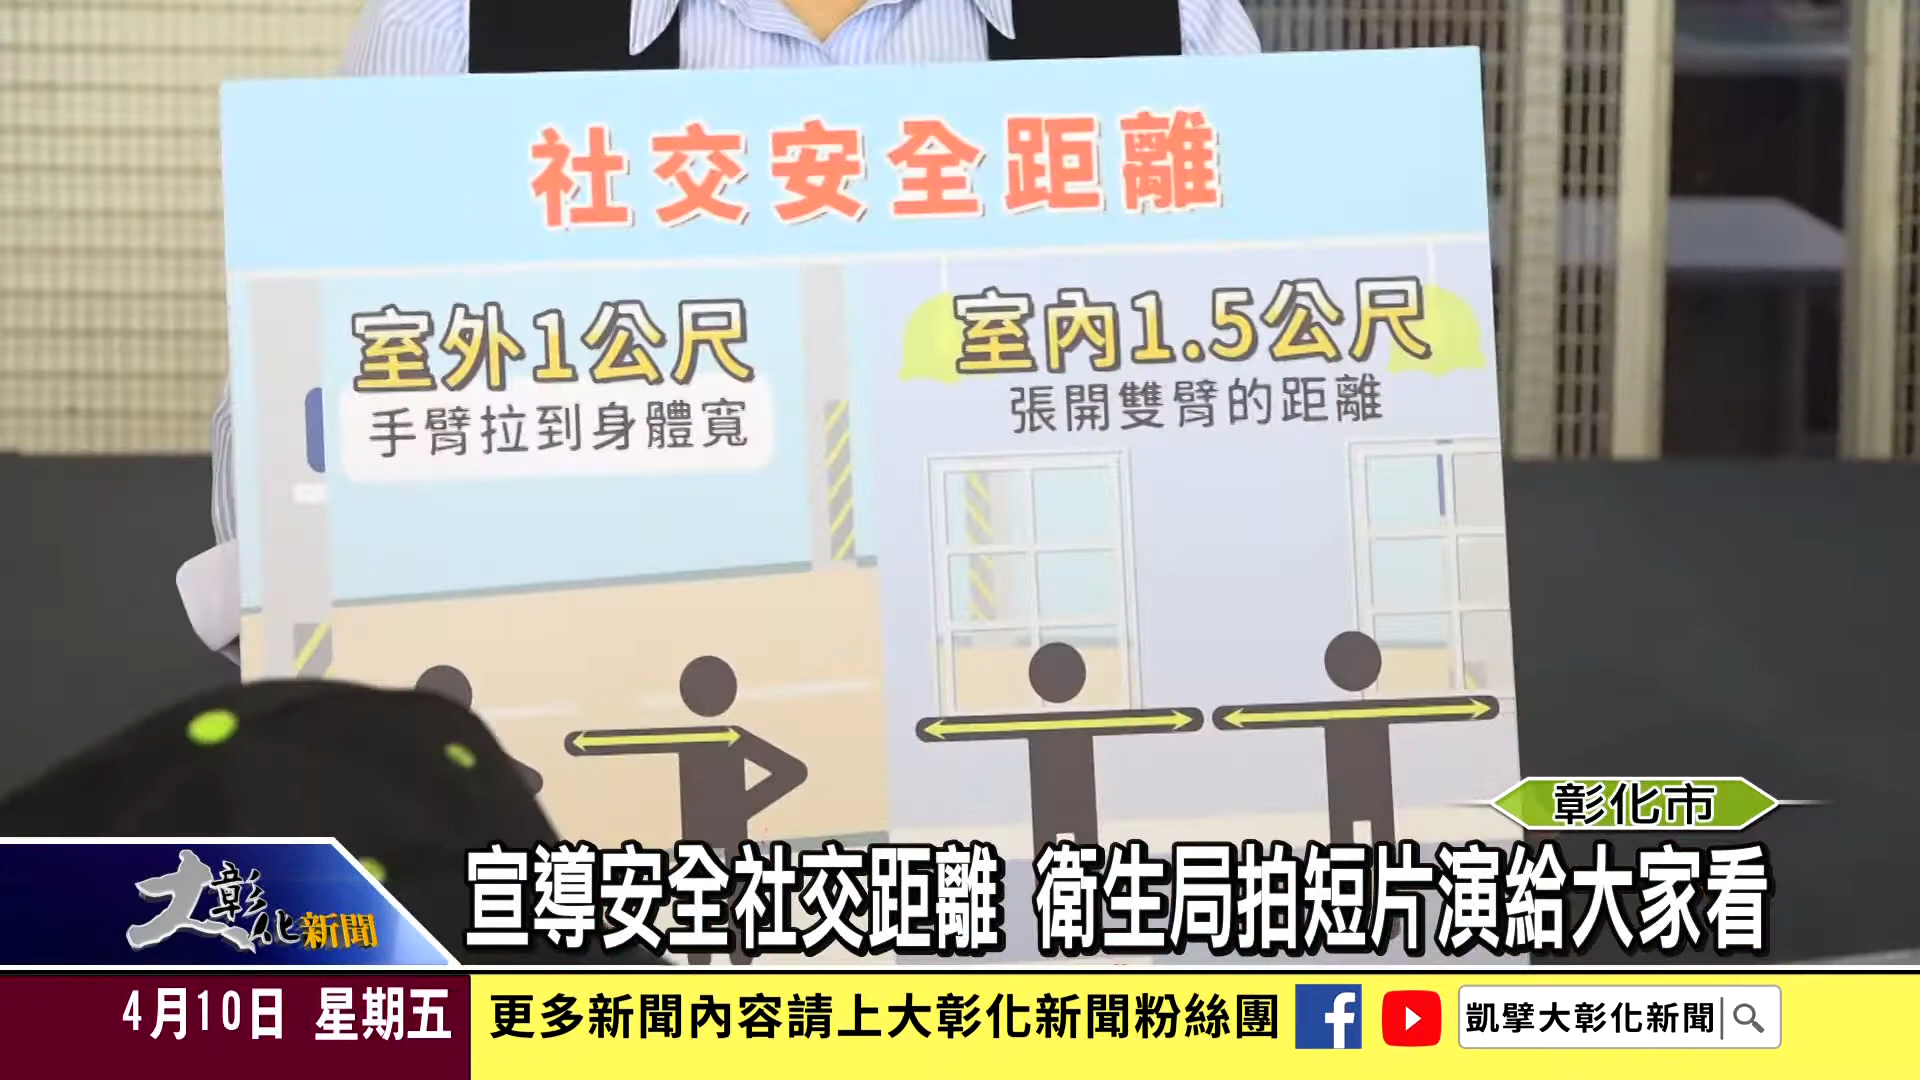 社交安全距離
室外1公尺
手臂拉到身體寬
室內1.5公尺
張開雙臂的距離
彰化市
大彰化新聞
宣導安全社交距離 衛生局拍短片演給大家看
4月10日 星期五
更多新聞內容請上大彰化新聞粉絲團
凱擘大彰化新聞